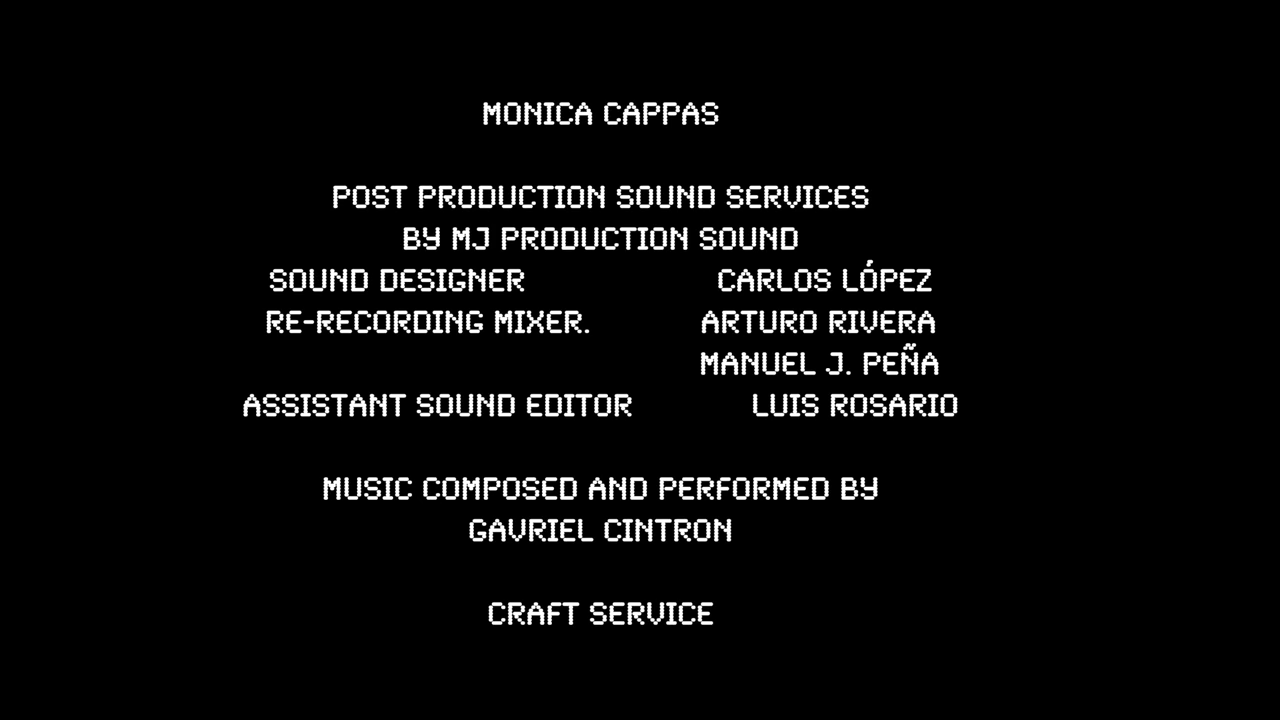 MONICA CAPPAS
POST PRODUCTION SOUND SERVICES
BY MJ PRODUCTION SOUND
SOUND DESIGNER CARLOS LÓPEZ
RE-RECORDING MIXER. ARTURO RIVERA
MANUEL J. PEÑA
ASSISTANT SOUND EDITOR LUIS ROSARIO
MUSIC COMPOSED AND PERFORMED BY
GAVRIEL CINTRON
CRAFT SERVICE